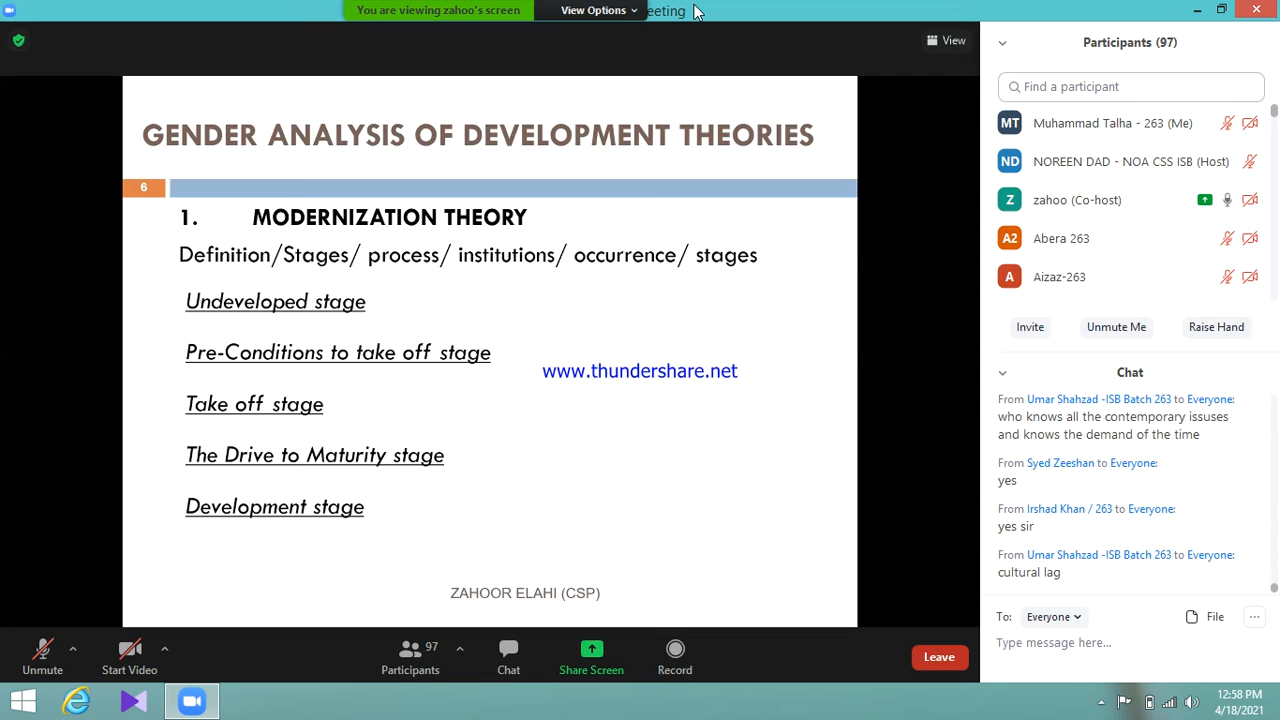 You are viewing zahoo's screen
View Options
eeting
View
GENDER ANALYSIS OF DEVELOPMENT THEORIES
6
1. MODERNIZATION THEORY
Definition/Stages/ process/ institutions/ occurrence/ stages
Undeveloped stage
Pre-Conditions to take off stage
www.thundershare.net
Take off stage
The Drive to Maturity stage
Development stage
ZAHOOR ELAHI (CSP)
Participants (97)
Find a participant
MT Muhammad Talha - 263 (Me)
ND NOREEN DAD - NOA CSS ISB (Host)
Z zahoo (Co-host)
A2 Abera 263
A Aizaz-263
Invite Unmute Me Raise Hand
Chat
From Umar Shahzad -ISB Batch 263 to Everyone:
who knows all the contemporary issuses
and knows the demand of the time
From Syed Zeeshan to Everyone:
yes
From Irshad Khan / 263 to Everyone:
yes sir
From Umar Shahzad -ISB Batch 263 to Everyone:
cultural lag
To: Everyone File
Type message here...
Unmute Start Video Participants 97 Chat Share Screen Record Leave
12:58 PM
4/18/2021